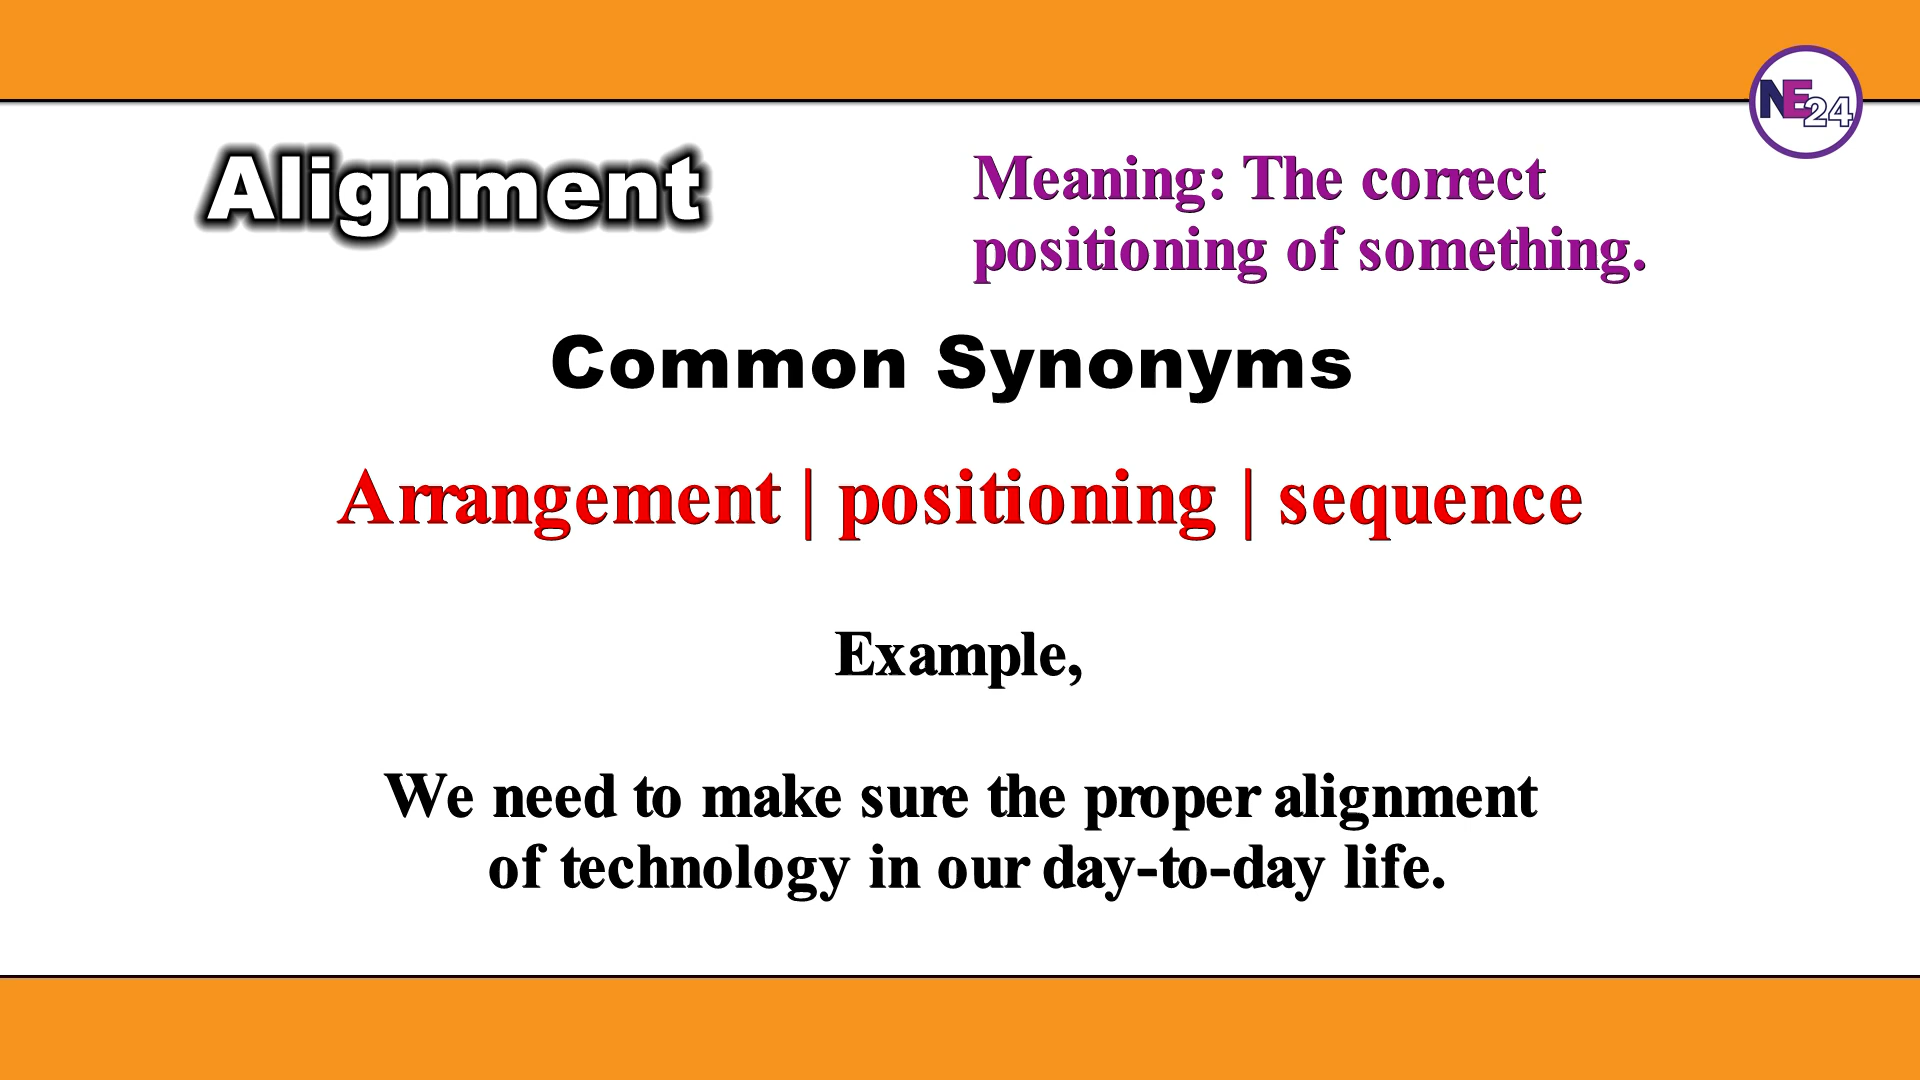 NE24
Alignment
Meaning: The correct
positioning of something.
Common Synonyms
Arrangement | positioning | sequence
Example,
We need to make sure the proper alignment
of technology in our day-to-day life.